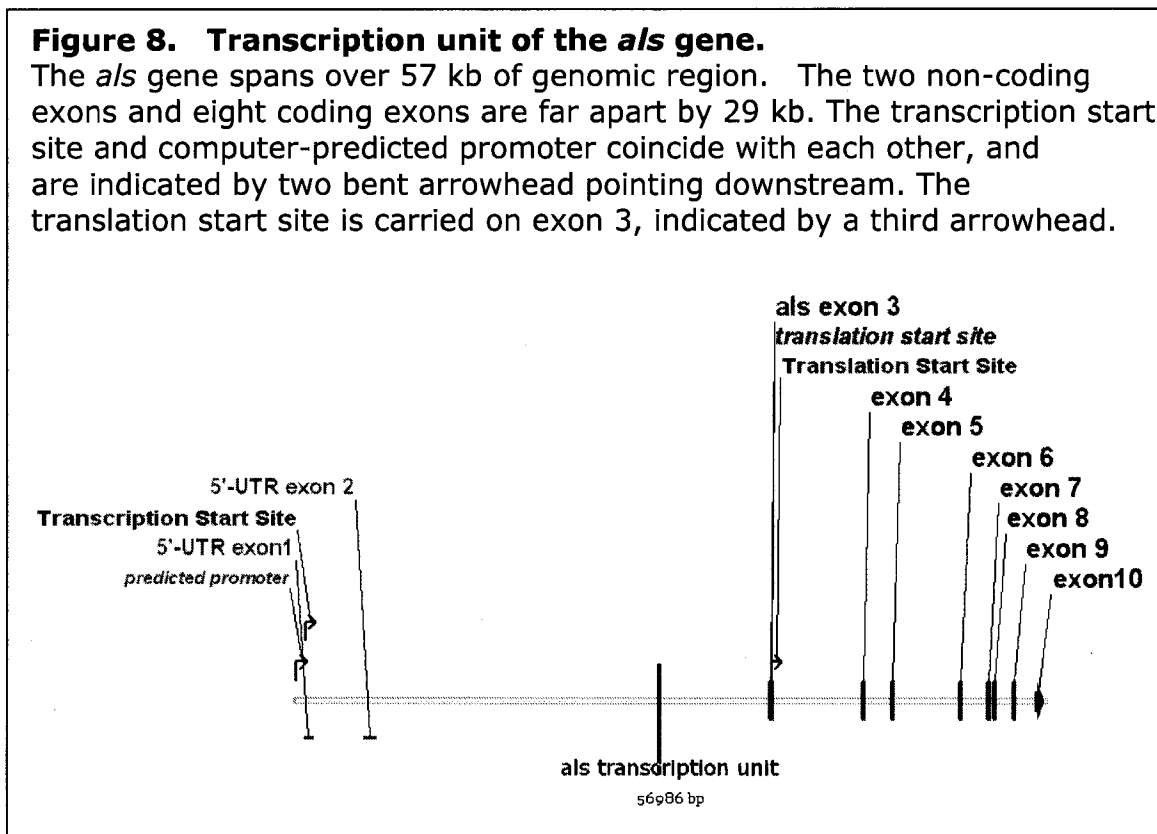 Figure 8. Transcription unit of the als gene.
The als gene spans over 57 kb of genomic region. The two non-coding
exons and eight coding exons are far apart by 29 kb. The transcription start
site and computer-predicted promoter coincide with each other, and
are indicated by two bent arrowhead pointing downstream. The
translation start site is carried on exon 3, indicated by a third arrowhead.
als exon 3
translation start site
Translation Start Site
exon 4
exon 5
exon 6
5'-UTR exon 2
exon 7
Transcription Start Site
exon 8
5'-UTR exon1
exon 9
predicted promoter
exon10
als transcription unit
56986 bp